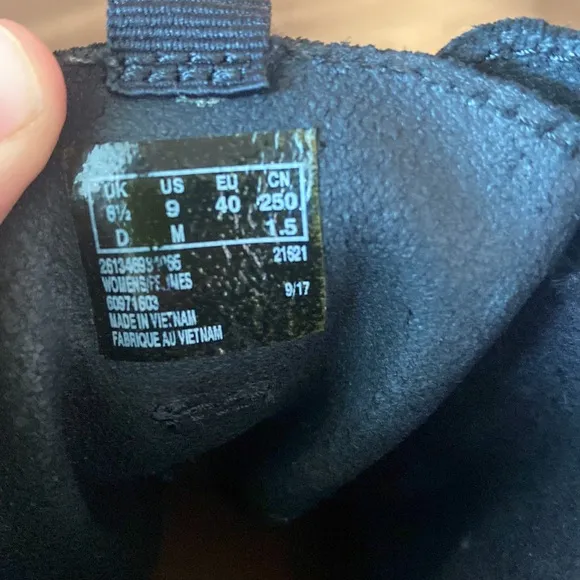 UK US EU CN
6½ 9 40 250
D M 1.5
21621
WOMENS/FEMMES
9/17
60971603
MADE IN VIETNAM
FABRIQUE AU VIETNAM